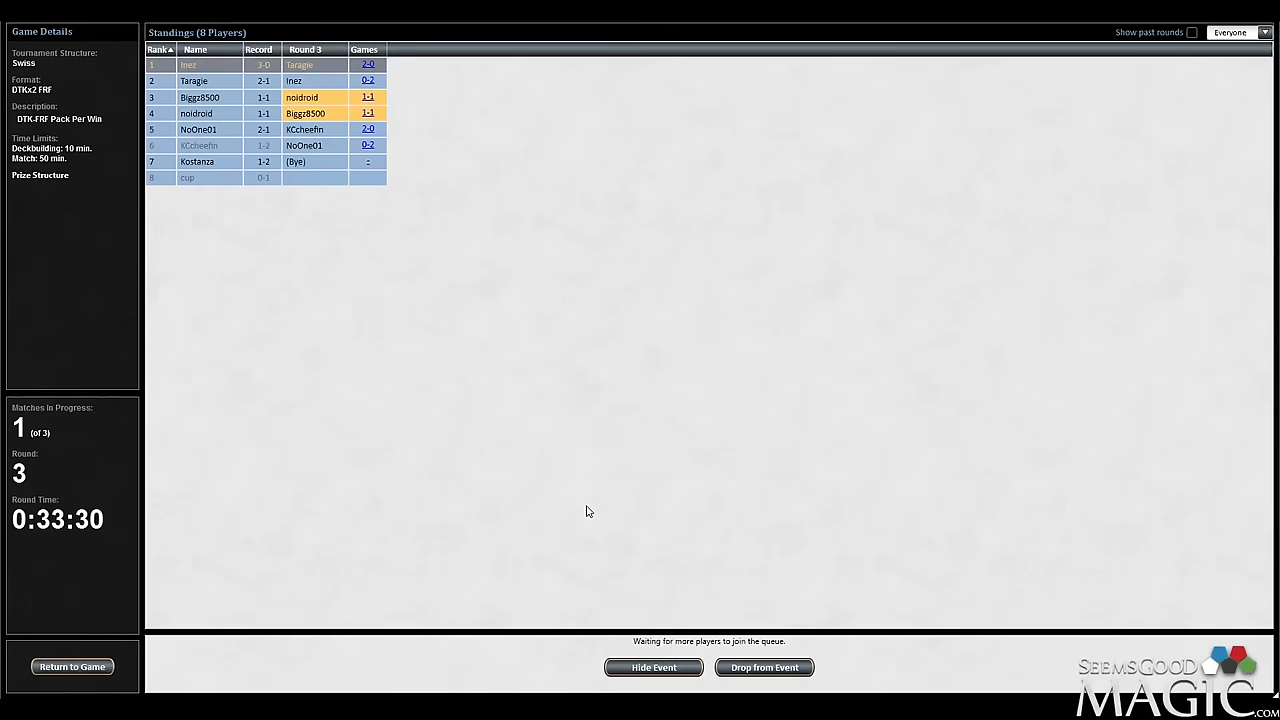 Game Details
Tournament Structure:
Swiss
Format:
DTKx2 FRF
Description:
DTK-FRF Pack Per Win
Time Limits:
Deckbuilding: 10 min.
Match: 50 min.
Prize Structure
Matches In Progress:
1 (of 3)
Round:
3
Round Time:
0:33:30
Return to Game
Standings (8 Players)
Show past rounds
Everyone
Rank Name Record Round 3 Games
1 Inez 3-0 Taragie 2-0
2 Taragie 2-1 Inez 0-2
3 Biggz8500 1-1 noidroid 1-1
4 noidroid 1-1 Biggz8500 1-1
5 NoOne01 2-1 KCcheefin 2-0
6 KCcheefin 1-2 NoOne01 0-2
7 Kostanza 1-2 (Bye) -
8 cup 0-1
Waiting for more players to join the queue.
Hide Event Drop from Event
SEEMSGOOD
MAGIC.COM